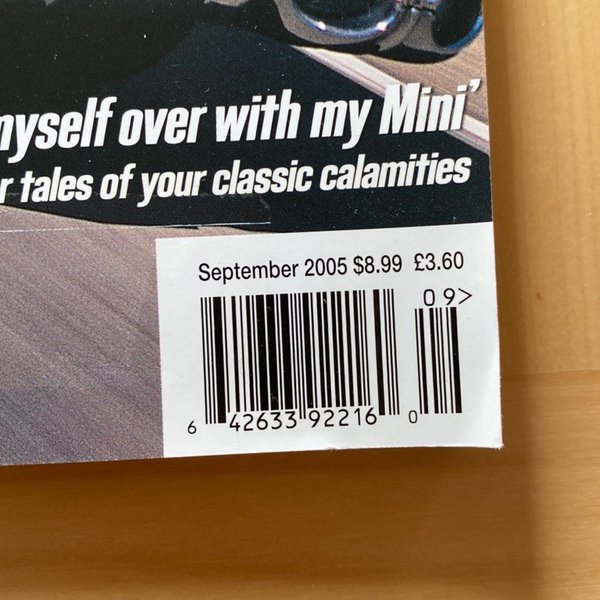 myself over with my Mini'
r tales of your classic calamities
September 2005 $8.99 £3.60
09>
6 42633 92216 0